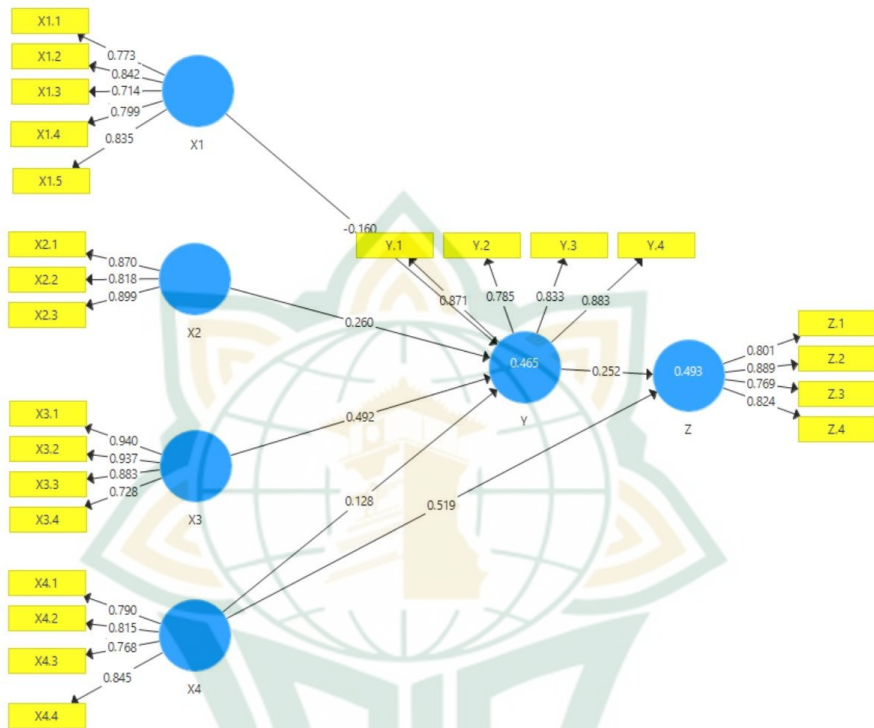 X1.1
0.773
X1.2
0.842
X1.3
0.714
X1.4
0.799
0.835
X1.5
X1
-0.160
X2.1
0.870
X2.2
0.818
X2.3
0.899
X2
0.260
Y.1
Y.2
Y.3
Y.4
0.871
0.785
0.833
0.883
0.465
Y
0.252
0.493
Z
Z.1
0.801
Z.2
0.889
Z.3
0.769
Z.4
0.824
X3.1
0.940
X3.2
0.937
X3.3
0.883
X3.4
0.728
X3
0.492
0.128
0.519
X4.1
0.790
X4.2
0.815
X4.3
0.768
0.845
X4.4
X4